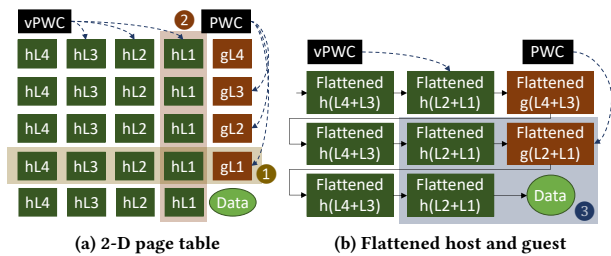 vPWC 2 PWC
hL4 hL3 hL2 hL1 gL4
hL4 hL3 hL2 hL1 gL3
hL4 hL3 hL2 hL1 gL2
hL4 hL3 hL2 hL1 gL1
1
hL4 hL3 hL2 hL1 Data
(a) 2-D page table
vPWC PWC
Flattened Flattened Flattened
h(L4+L3) h(L2+L1) g(L4+L3)
Flattened Flattened Flattened
h(L4+L3) h(L2+L1) g(L2+L1)
Flattened Flattened Data
h(L4+L3) h(L2+L1)
3
(b) Flattened host and guest